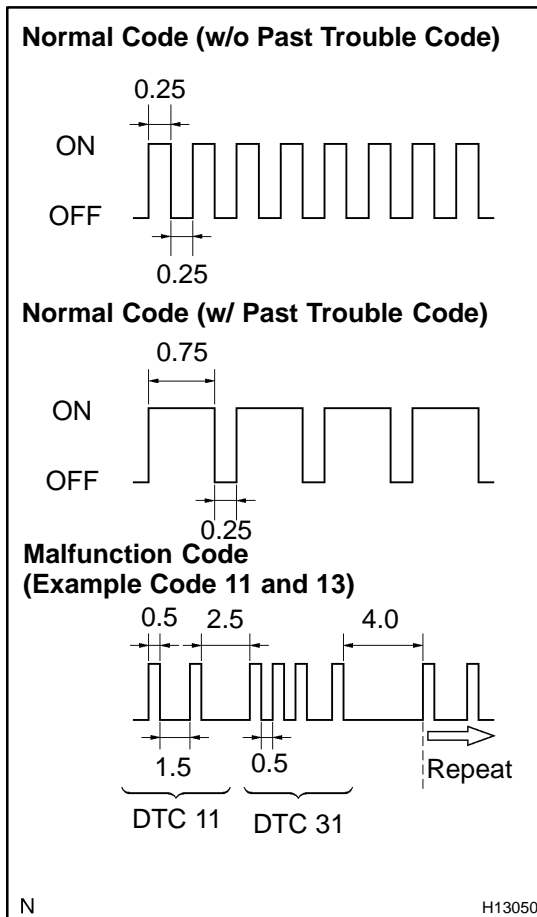 Normal Code (w/o Past Trouble Code)
0.25
ON
OFF
0.25
Normal Code (w/ Past Trouble Code)
0.75
ON
OFF
0.25
Malfunction Code
(Example Code 11 and 13)
0.5 2.5 4.0
1.5 0.5 Repeat
DTC 11 DTC 31
N H13050